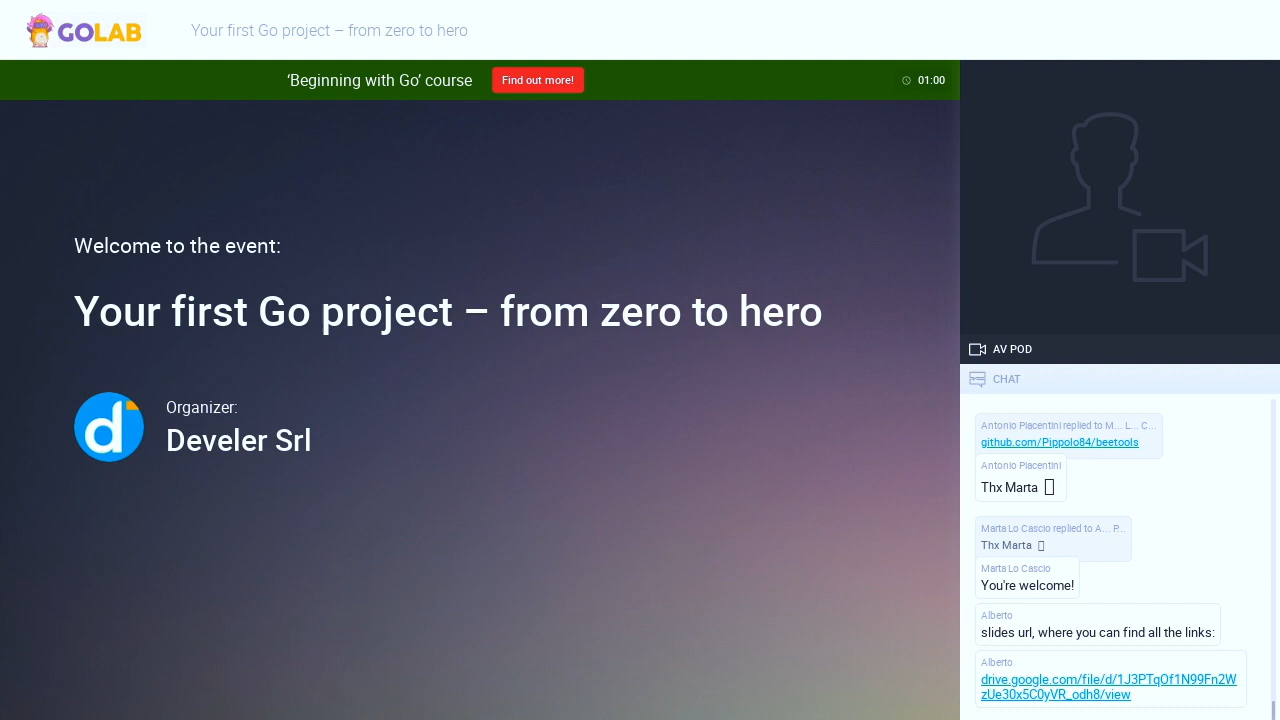 GOLAB
Your first Go project – from zero to hero
‘Beginning with Go’ course
Find out more!
01:00
Welcome to the event:
Your first Go project – from zero to hero
Organizer:
Develer Srl
AV POD
CHAT
Antonio Piacentini replied to M... L... C...
github.com/Pippolo84/beetools
Antonio Piacentini
Thx Marta
Marta Lo Cascio replied to A... P...
Thx Marta
Marta Lo Cascio
You're welcome!
Alberto
slides url, where you can find all the links:
Alberto
drive.google.com/file/d/1J3PTqOf1N99Fn2W
zUe30x5C0yVR_odh8/view